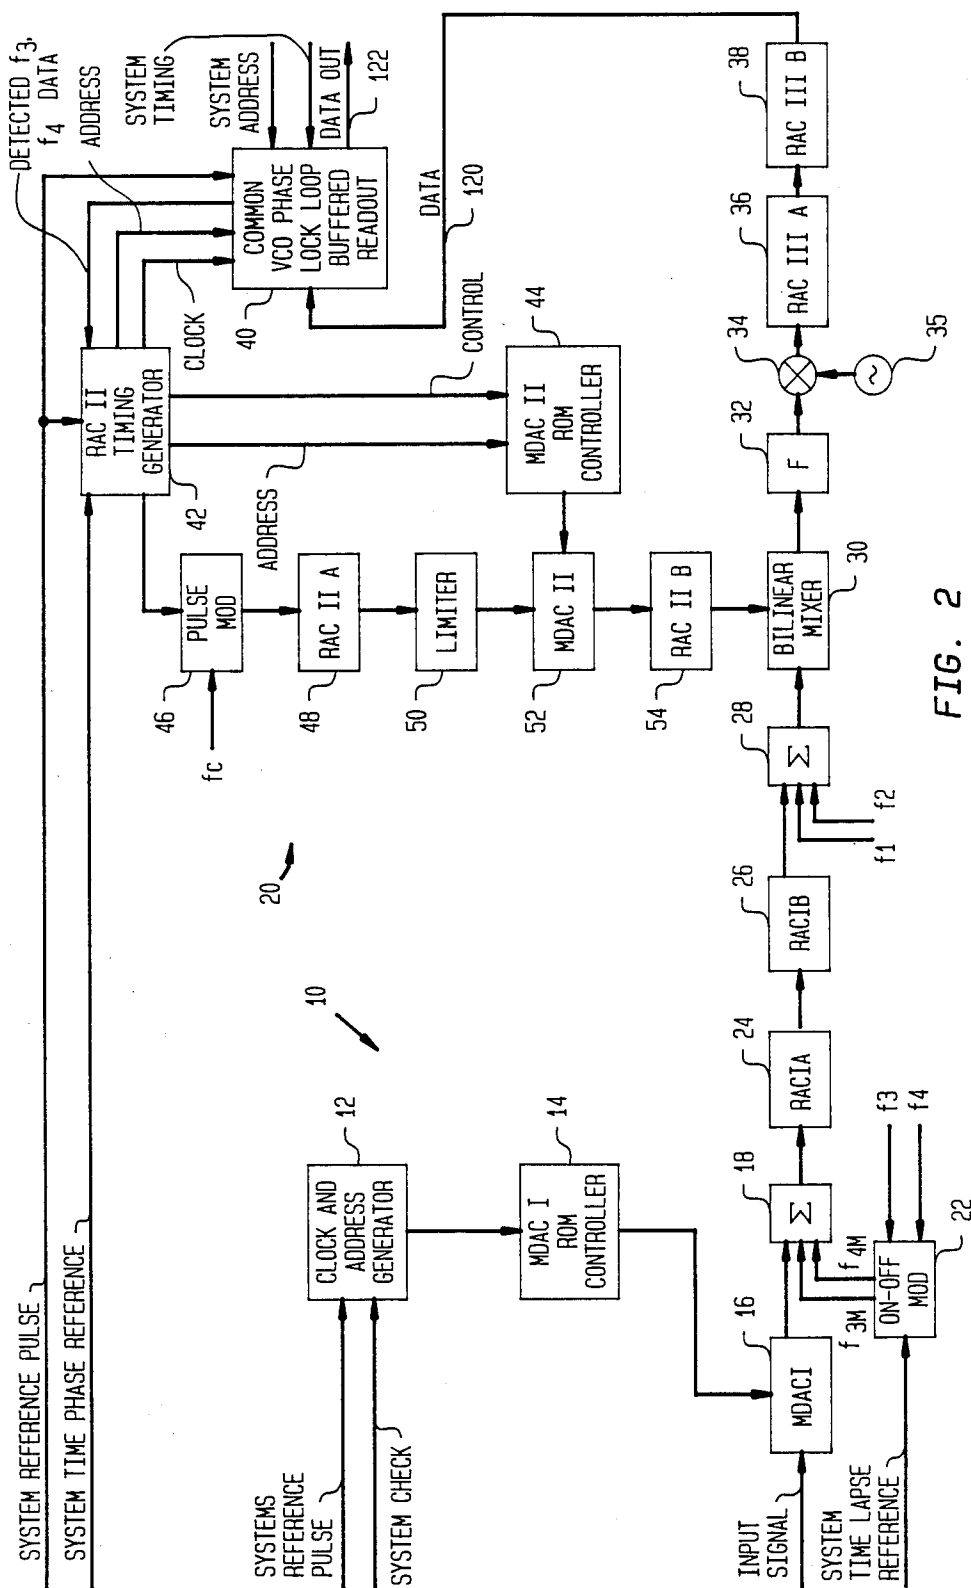 SYSTEM REFERENCE PULSE
SYSTEM TIME PHASE REFERENCE
DETECTED f3,
f4 DATA
ADDRESS
CLOCK
SYSTEM
TIMING
SYSTEM
ADDRESS
DATA OUT
122
RAC II
TIMING
GENERATOR
42
COMMON
VCO PHASE
LOCK LOOP
BUFFERED
READOUT
40
DATA
120
CONTROL
ADDRESS
MDAC II
ROM
CONTROLLER
44
fc
PULSE
MOD
46
RAC II A
48
LIMITER
50
MDAC II
52
RAC II B
54
20
10
SYSTEMS
REFERENCE
PULSE
SYSTEM CHECK
CLOCK AND
ADDRESS
GENERATOR
12
MDAC I
ROM
CONTROLLER
14
INPUT
SIGNAL
SYSTEM
TIME LAPSE
REFERENCE
MDACI
16
f3M
f4M
ON-OFF
MOD
22
f3
f4
Σ
18
RACIA
24
RACIB
26
Σ
28
f1
f2
BILINEAR
MIXER
30
F
32
34
~
35
RAC III A
36
RAC III B
38
FIG. 2